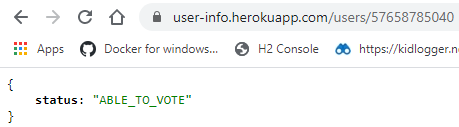 user-info.herokuapp.com/users/57658785040
Apps Docker for windows... H2 Console https://kidlogger.ne
{
status: "ABLE_TO_VOTE"
}